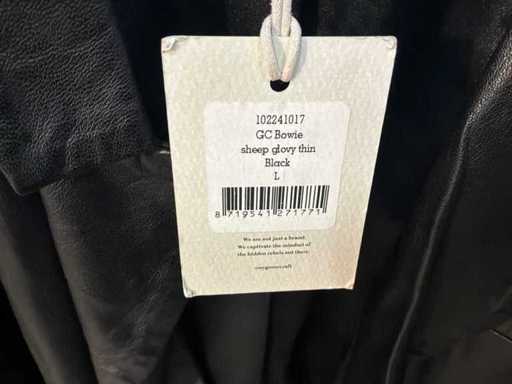 102241017
GC Bowie
sheep glovy thin
Black
L
8 719541 271771
We are not just a brand.
We captivate the mindset of
the hidden rebels out there.